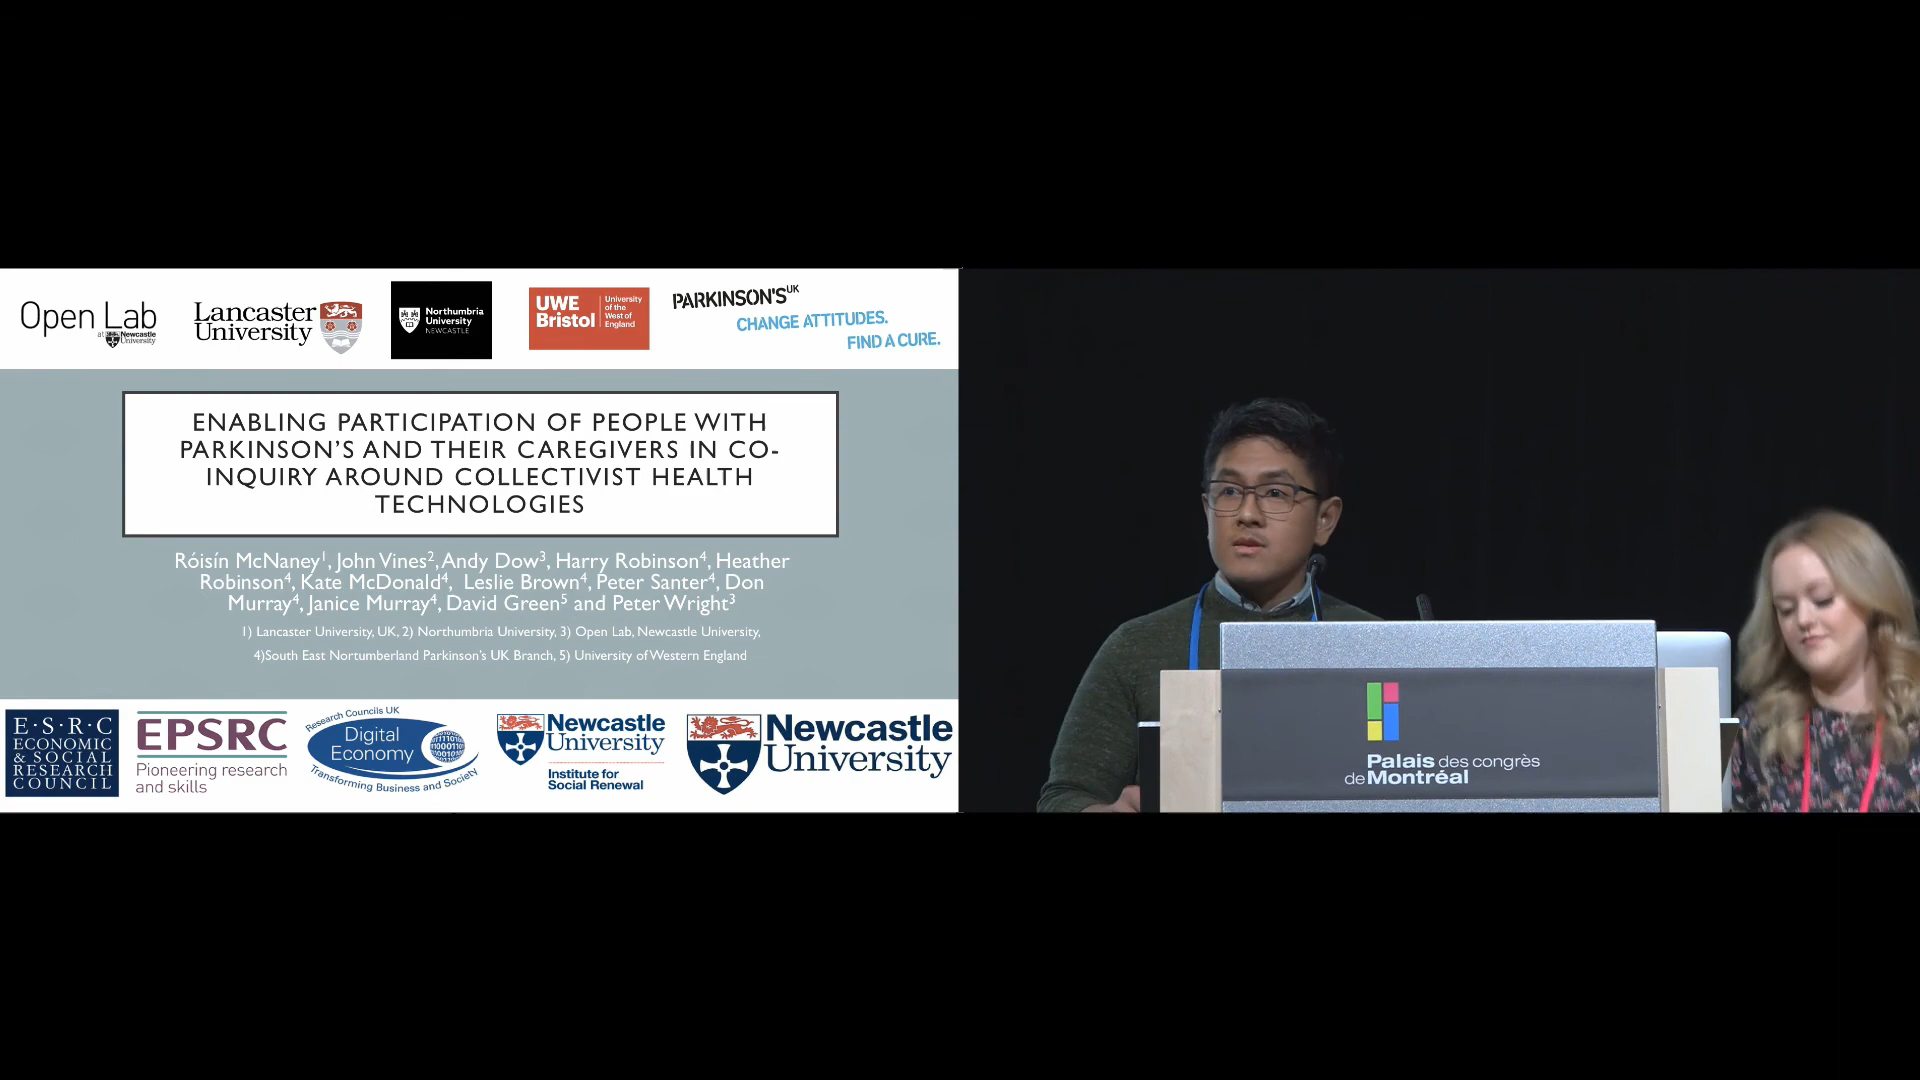 Open Lab
at Newcastle
University
Lancaster
University
Northumbria
University
NEWCASTLE
UWE
Bristol
University
of the
West of
England
PARKINSON'S UK
CHANGE ATTITUDES.
FIND A CURE.
ENABLING PARTICIPATION OF PEOPLE WITH
PARKINSON'S AND THEIR CAREGIVERS IN CO-
INQUIRY AROUND COLLECTIVIST HEALTH
TECHNOLOGIES
Róisín McNaney1, John Vines2, Andy Dow3, Harry Robinson4, Heather
Robinson4, Kate McDonald4, Leslie Brown4, Peter Santer4, Don
Murray4, Janice Murray4, David Green5 and Peter Wright3
1) Lancaster University, UK, 2) Northumbria University, 3) Open Lab, Newcastle University,
4)South East Nortumberland Parkinson's UK Branch, 5) University of Western England
E·S·R·C
ECONOMIC
& SOCIAL
RESEARCH
COUNCIL
EPSRC
Pioneering research
and skills
Research Councils UK
Digital
Economy
Transforming Business and Society
Newcastle
University
Institute for
Social Renewal
Newcastle
University
Palais des congrès
de Montréal